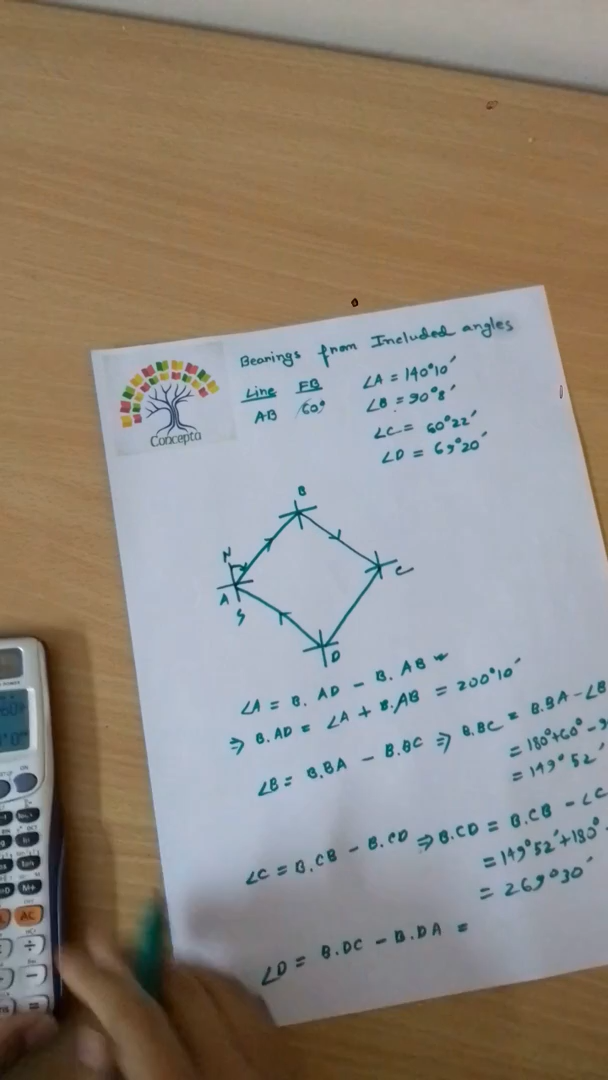 Bearings from Included angles
Line FB
AB 60°
∠A = 140°10′
∠B = 90°8′
∠C = 60°22′
∠D = 69°20′
Concepta
B
N
A
S
C
D
∠A = B. AD - B. AB
⇒ B.AD = ∠A + B.AB = 200°10′
∠B = B.BA - B.BC ⇒ B.BC = B.BA - ∠B
= 180°+60° - 9
= 149°52′
∠C = B.CB - B.CD ⇒ B.CD = B.CB - ∠C
= 149°52′+180°
= 269°30′
∠D = B.DC - B.DA =
M+
AC
÷
−
=